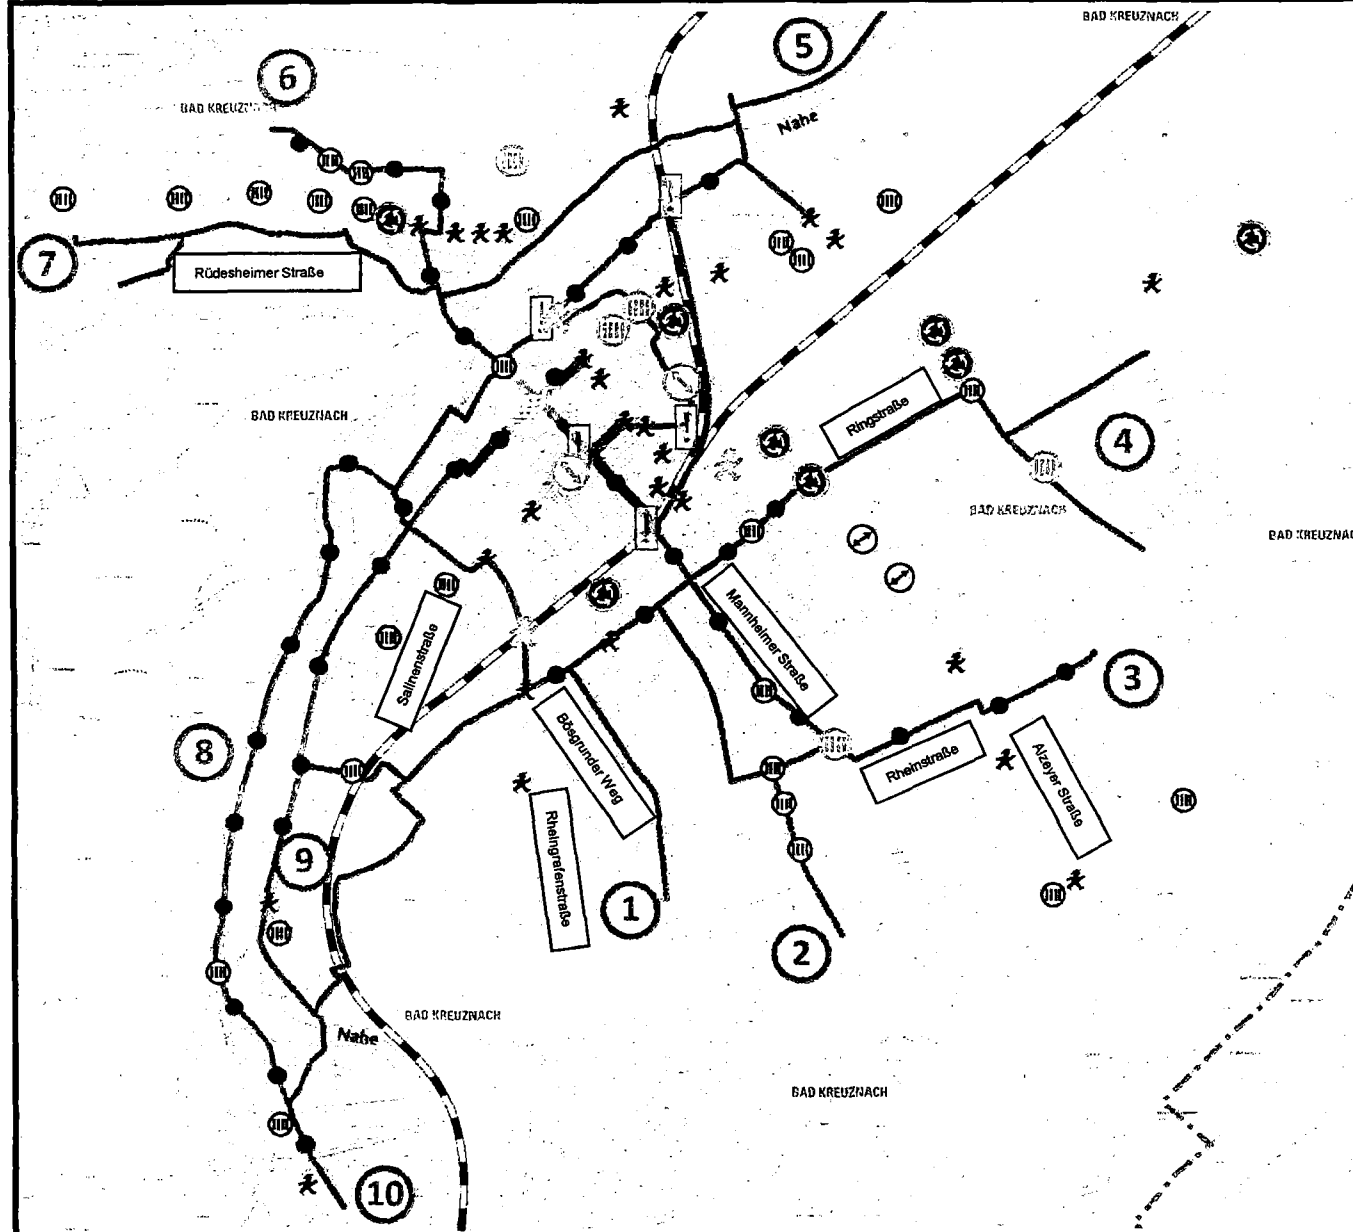 BAD KREUZNACH
5
6
BAD KREUZNACH
Nahe
7
Rüdesheimer Straße
BAD KREUZNACH
Ringstraße
4
BAD KREUZNACH
BAD KREUZNACH
Mannheimer Straße
Salinenstraße
3
Bösgrunder Weg
Rheinstraße
Alzeyer Straße
8
Rheingrafenstraße
9
1
2
BAD KREUZNACH
Nahe
BAD KREUZNACH
10